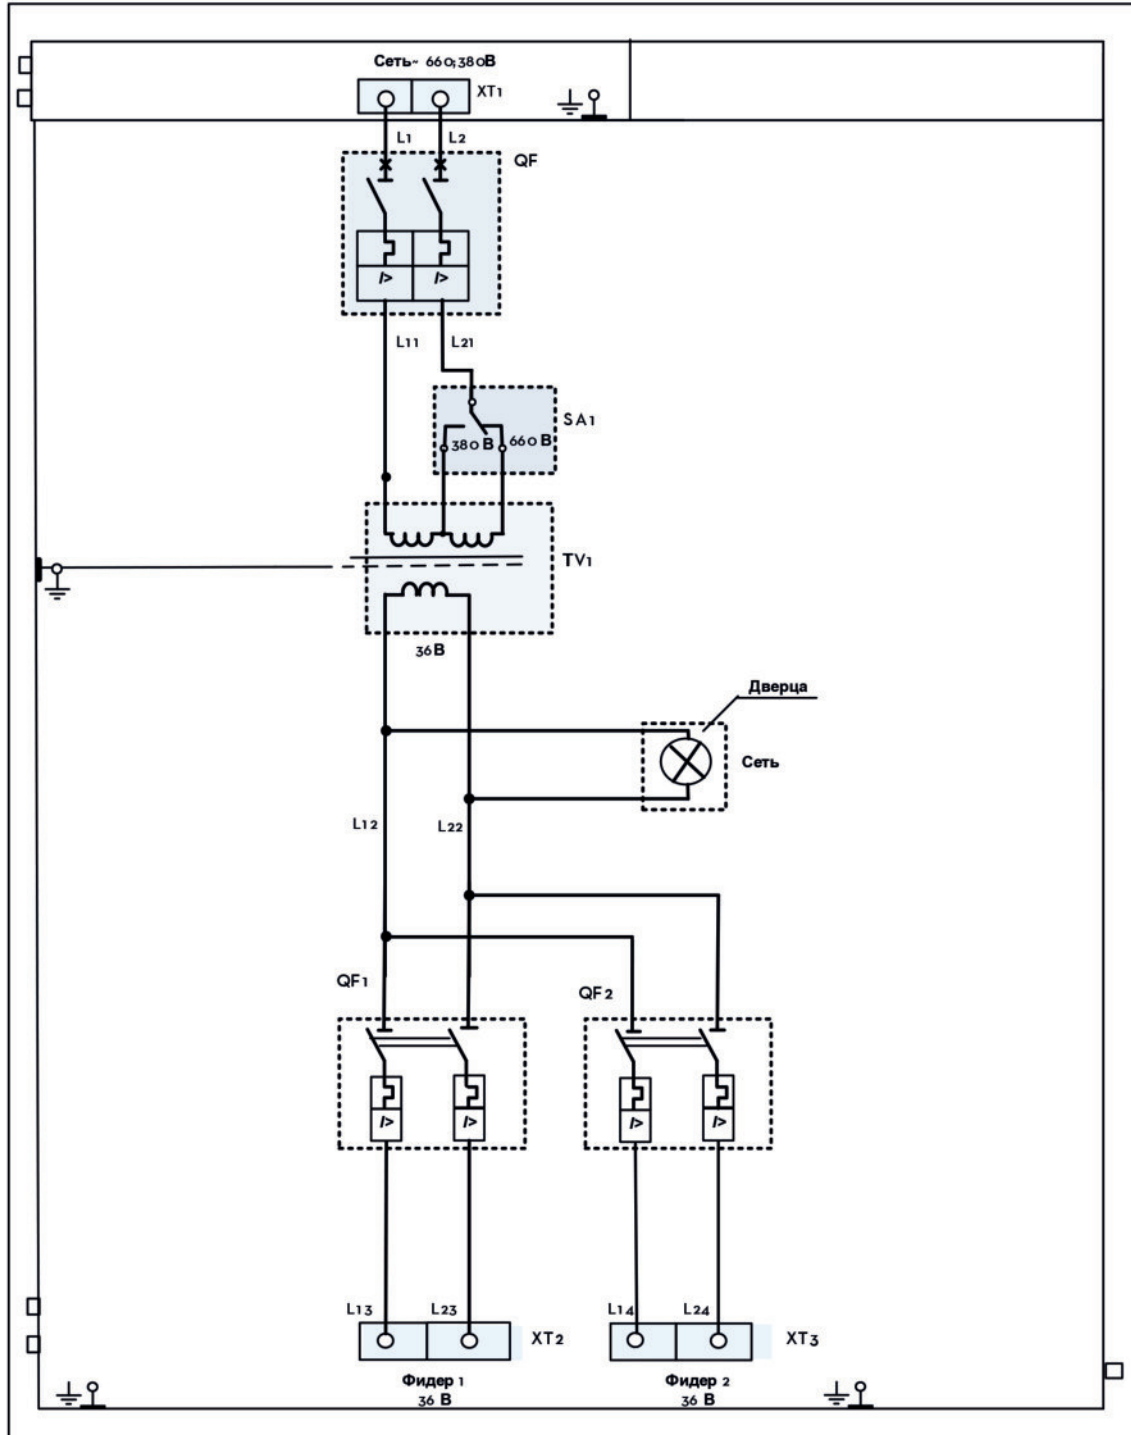 Сеть~ 660;380В
XT1
L1
L2
QF
I>
I>
L11
L21
SA1
380 В
660 В
TV1
36В
Дверца
Сеть
L12
L22
QF1
QF2
I>
I>
I>
I>
L13
L23
XT2
L14
L24
XT3
Фидер 1
36 В
Фидер 2
36 В